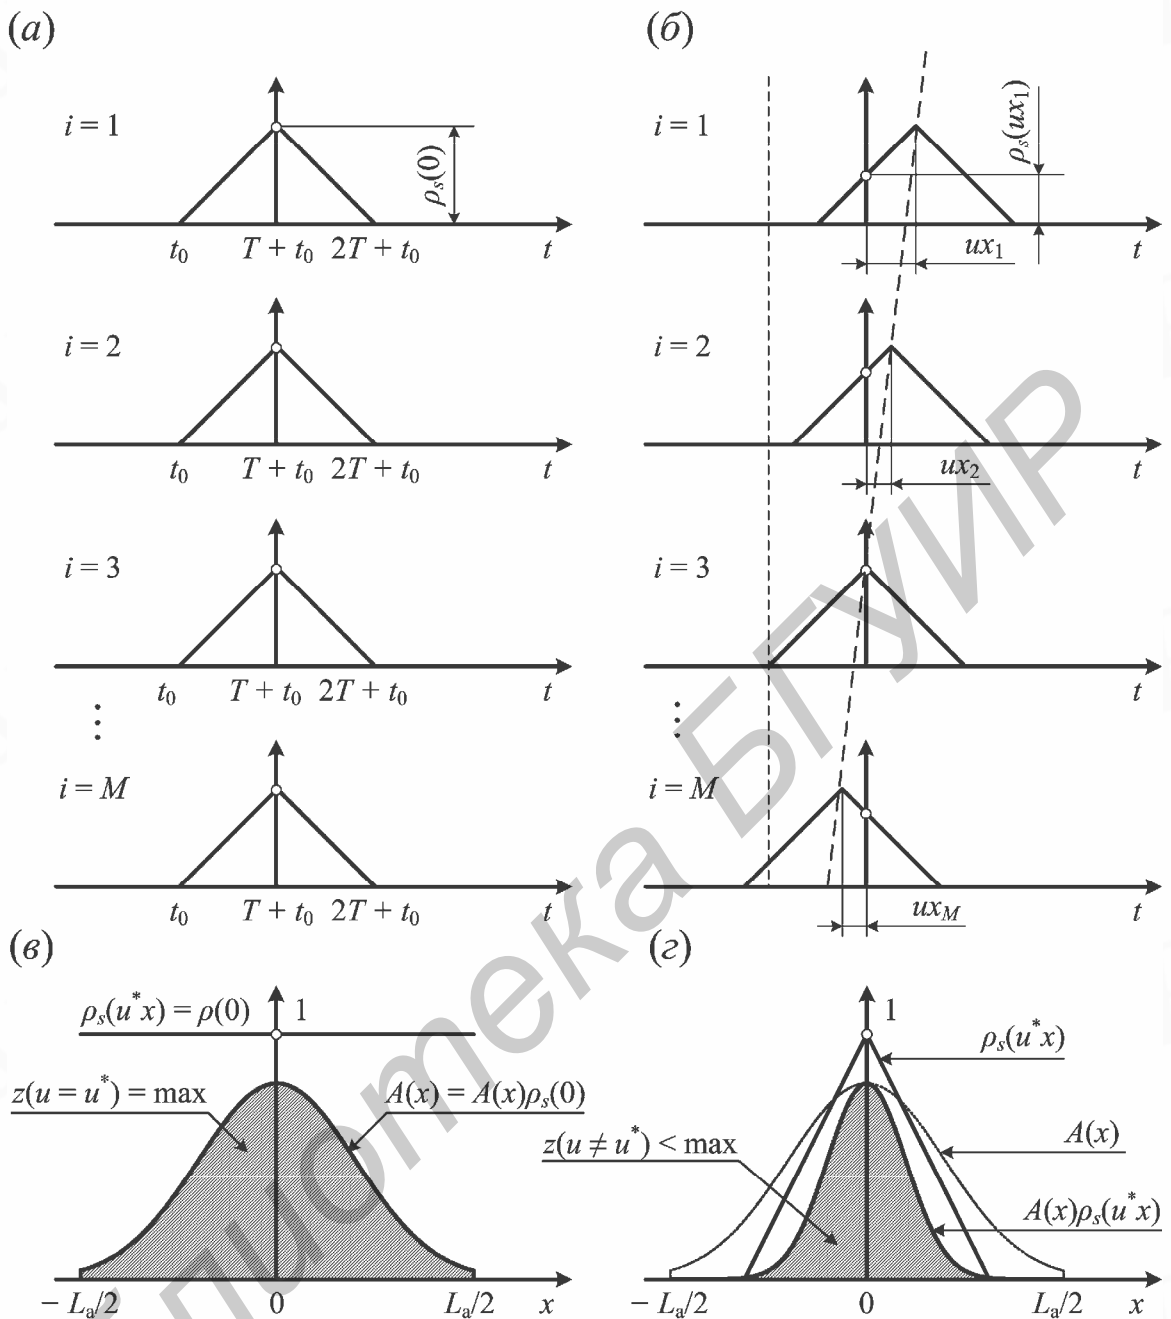 (а)
i = 1
ρₛ(0)
t₀ T + t₀ 2T + t₀ t
i = 2
t₀ T + t₀ 2T + t₀ t
i = 3
t₀ T + t₀ 2T + t₀ t
⋮
i = M
t₀ T + t₀ 2T + t₀ t
(б)
i = 1
ρₛ(ux₁)
ux₁ t
i = 2
ux₂ t
i = 3
t
⋮
i = M
ux_M t
(в)
ρₛ(u*x) = ρ(0) 1
z(u = u*) = max
A(x) = A(x)ρₛ(0)
− Lₐ/2 0 Lₐ/2 x
(г)
1
ρₛ(u*x)
A(x)
z(u ≠ u*) < max
A(x)ρₛ(u*x)
− Lₐ/2 0 Lₐ/2 x
лиотека БГУИР